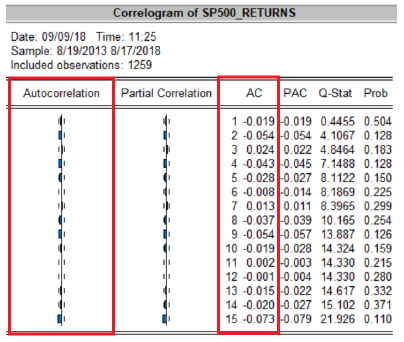 Correlogram of SP500_RETURNS
Date: 09/09/18 Time: 11:25
Sample: 8/19/2013 8/17/2018
Included observations: 1259
Autocorrelation Partial Correlation AC PAC Q-Stat Prob
1 -0.019 -0.019 0.4455 0.504
2 -0.054 -0.054 4.1067 0.128
3 0.024 0.022 4.8464 0.183
4 -0.043 -0.045 7.1488 0.128
5 -0.028 -0.027 8.1122 0.150
6 -0.008 -0.014 8.1869 0.225
7 0.013 0.011 8.3965 0.299
8 -0.037 -0.039 10.165 0.254
9 -0.054 -0.057 13.887 0.126
10 -0.019 -0.028 14.324 0.159
11 0.002 -0.003 14.330 0.215
12 -0.001 -0.004 14.330 0.280
13 -0.015 -0.022 14.617 0.332
14 -0.020 -0.027 15.102 0.371
15 -0.073 -0.079 21.926 0.110